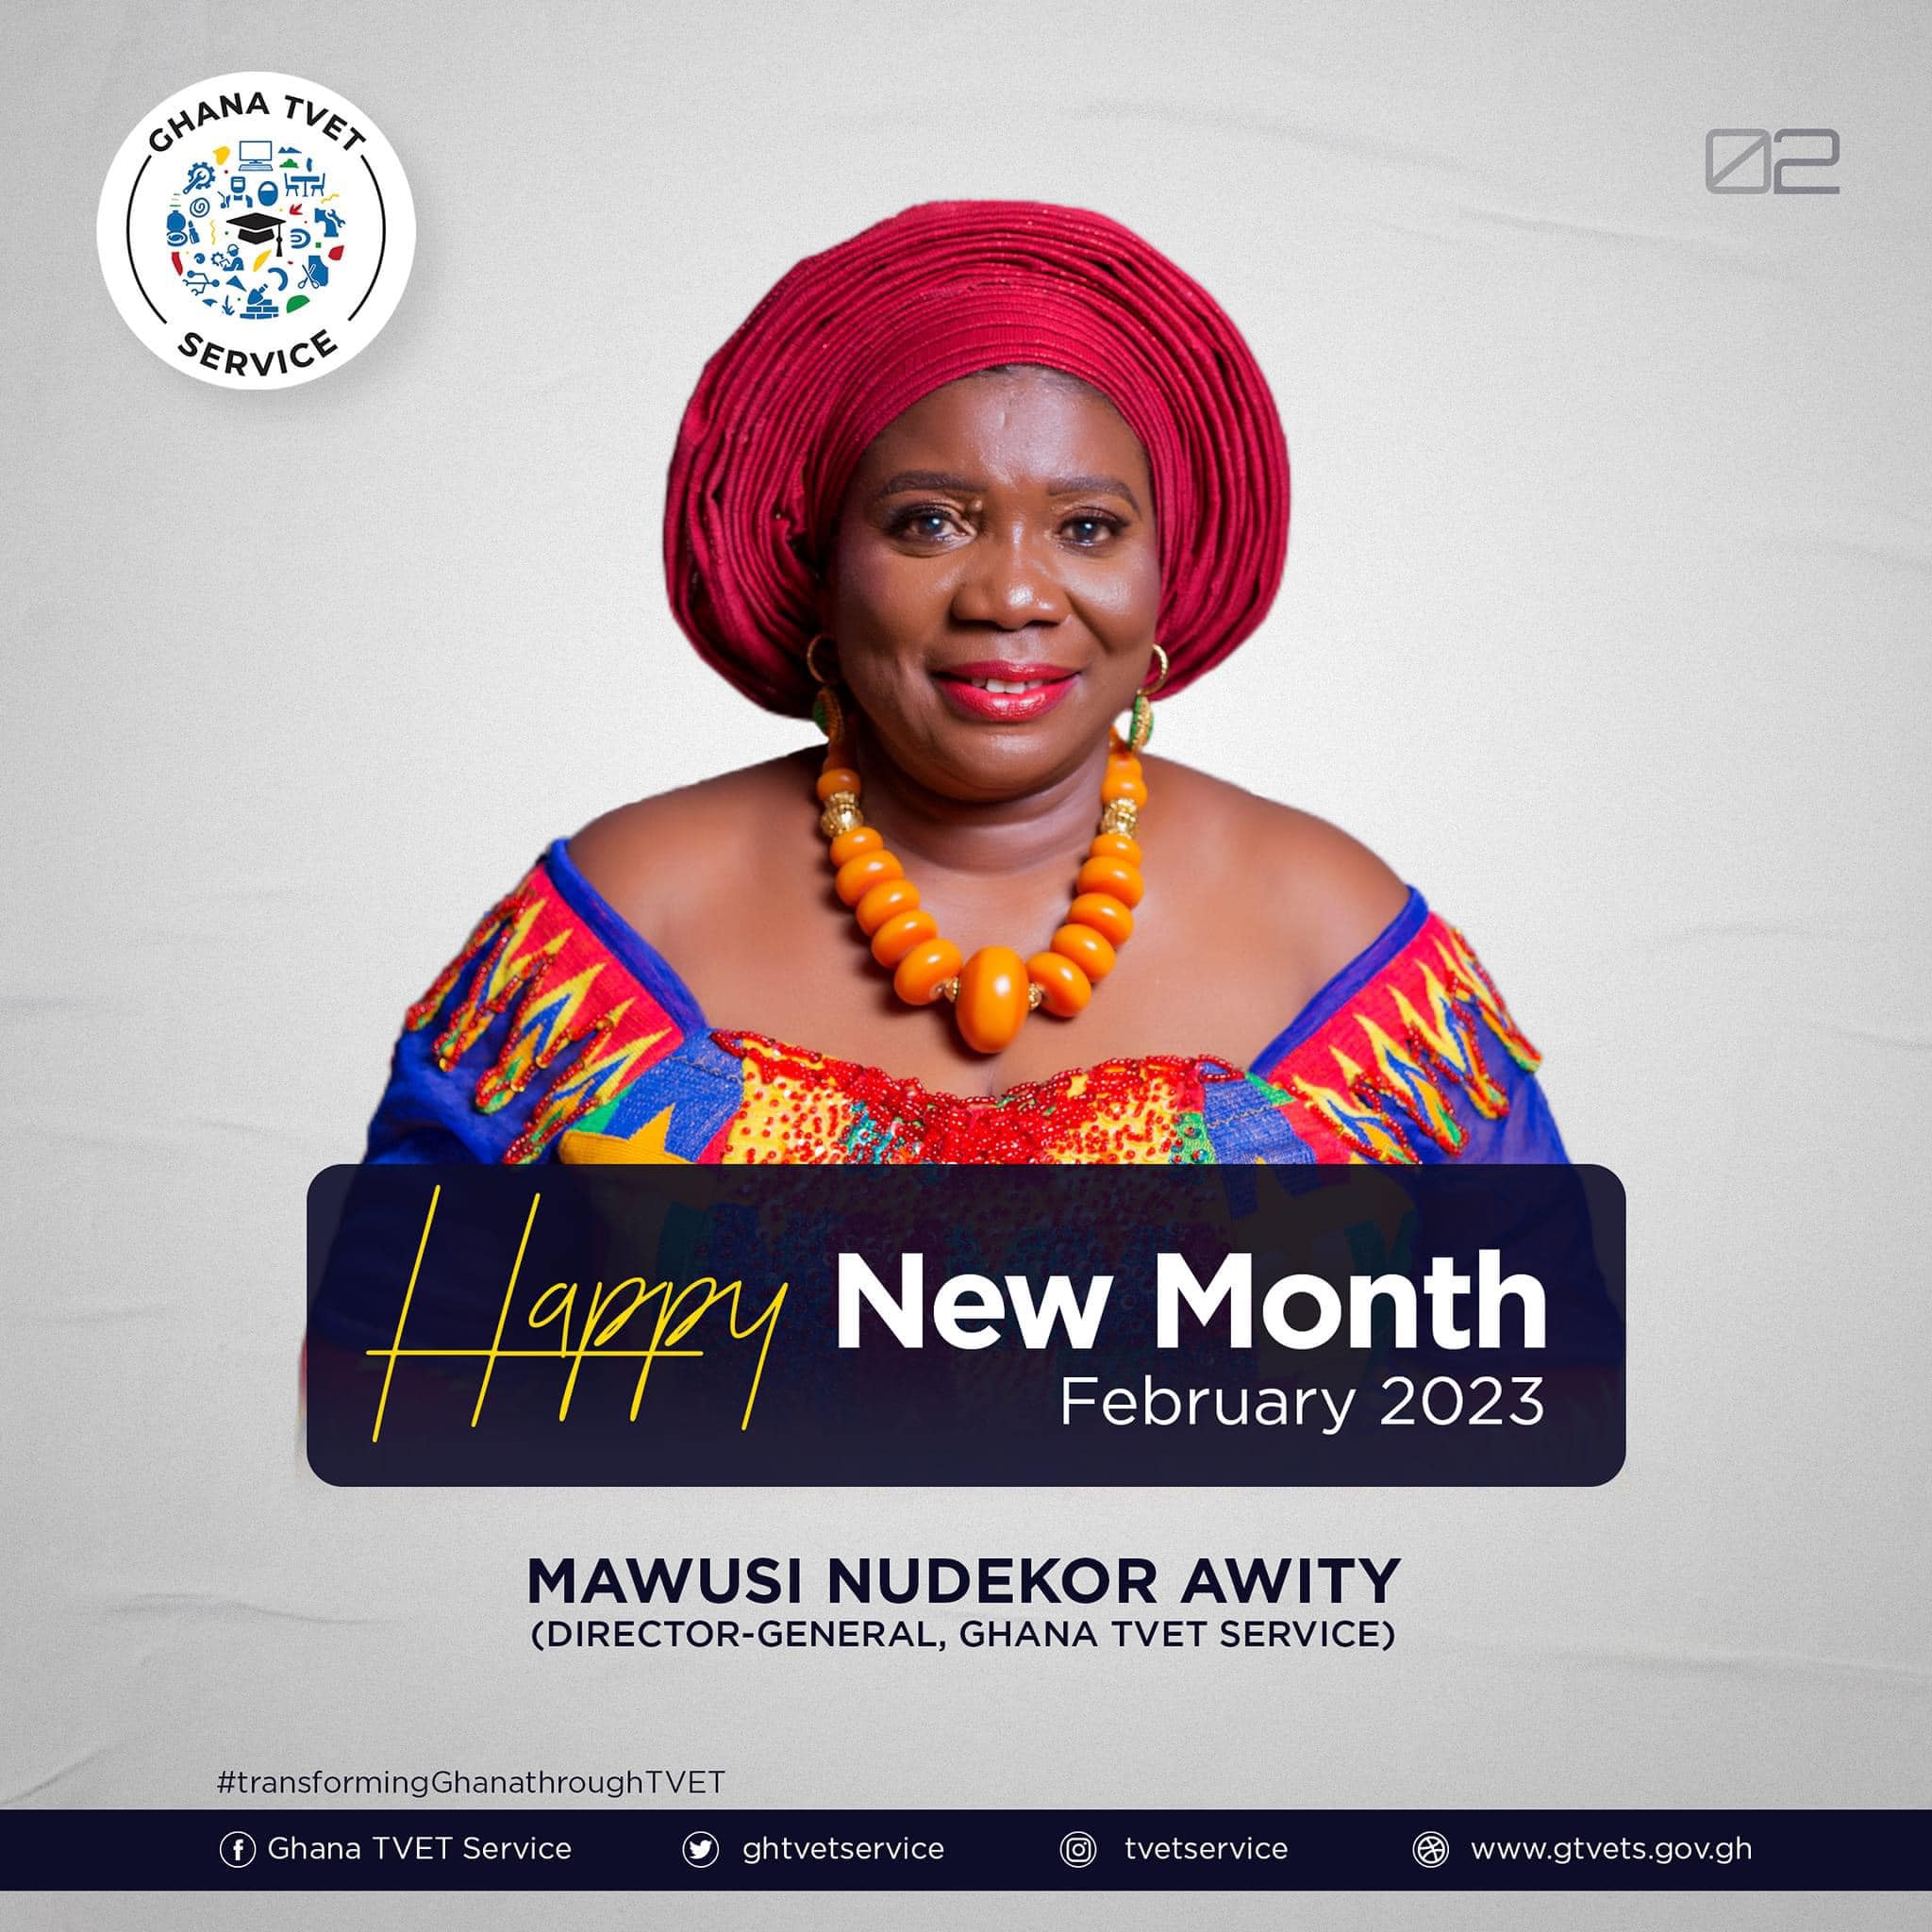 GHANA TVET
SERVICE
02
Happy New Month
February 2023
MAWUSI NUDEKOR AWITY
(DIRECTOR-GENERAL, GHANA TVET SERVICE)
#transformingGhanathroughTVET
Ghana TVET Service ghtvetservice tvetservice www.gtvets.gov.gh